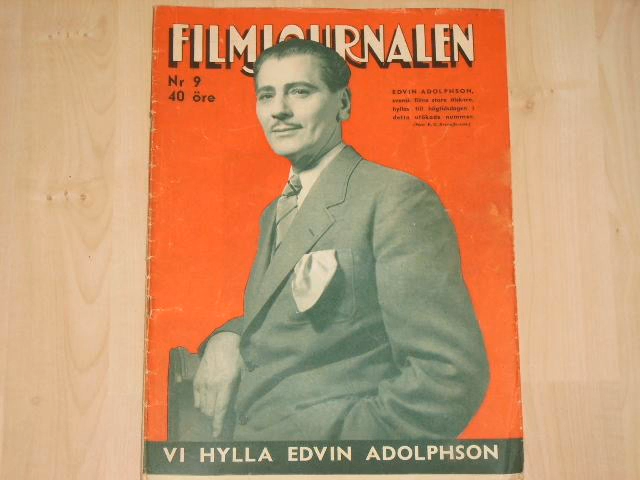 FILMJOURNALEN
Nr 9
40 öre
EDVIN ADOLPHSON,
svensk films store älskare,
hyllas till högtidsdagen i
detta utökade nummer.
VI HYLLA EDVIN ADOLPHSON